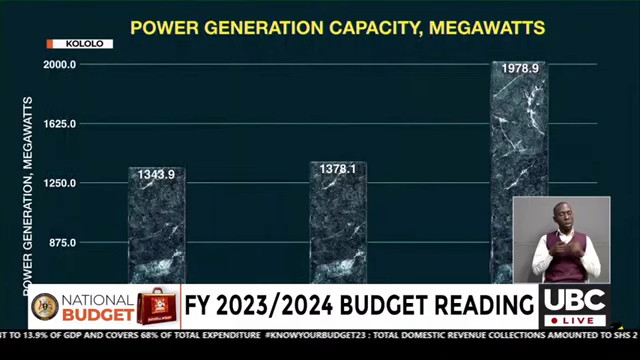 POWER GENERATION CAPACITY, MEGAWATTS
KOLOLO
2000.0
1978.9
1625.0
1378.1
1343.9
1250.0
875.0
POWER GENERATION, MEGAWATTS
NATIONAL
BUDGET
FY 2023/2024 BUDGET READING
UBC
LIVE
T TO 13.9% OF GDP AND COVERS 68% OF TOTAL EXPENDITURE #KNOWYOURBUDGET23 : TOTAL DOMESTIC REVENUE COLLECTIONS AMOUNTED TO SHS 2